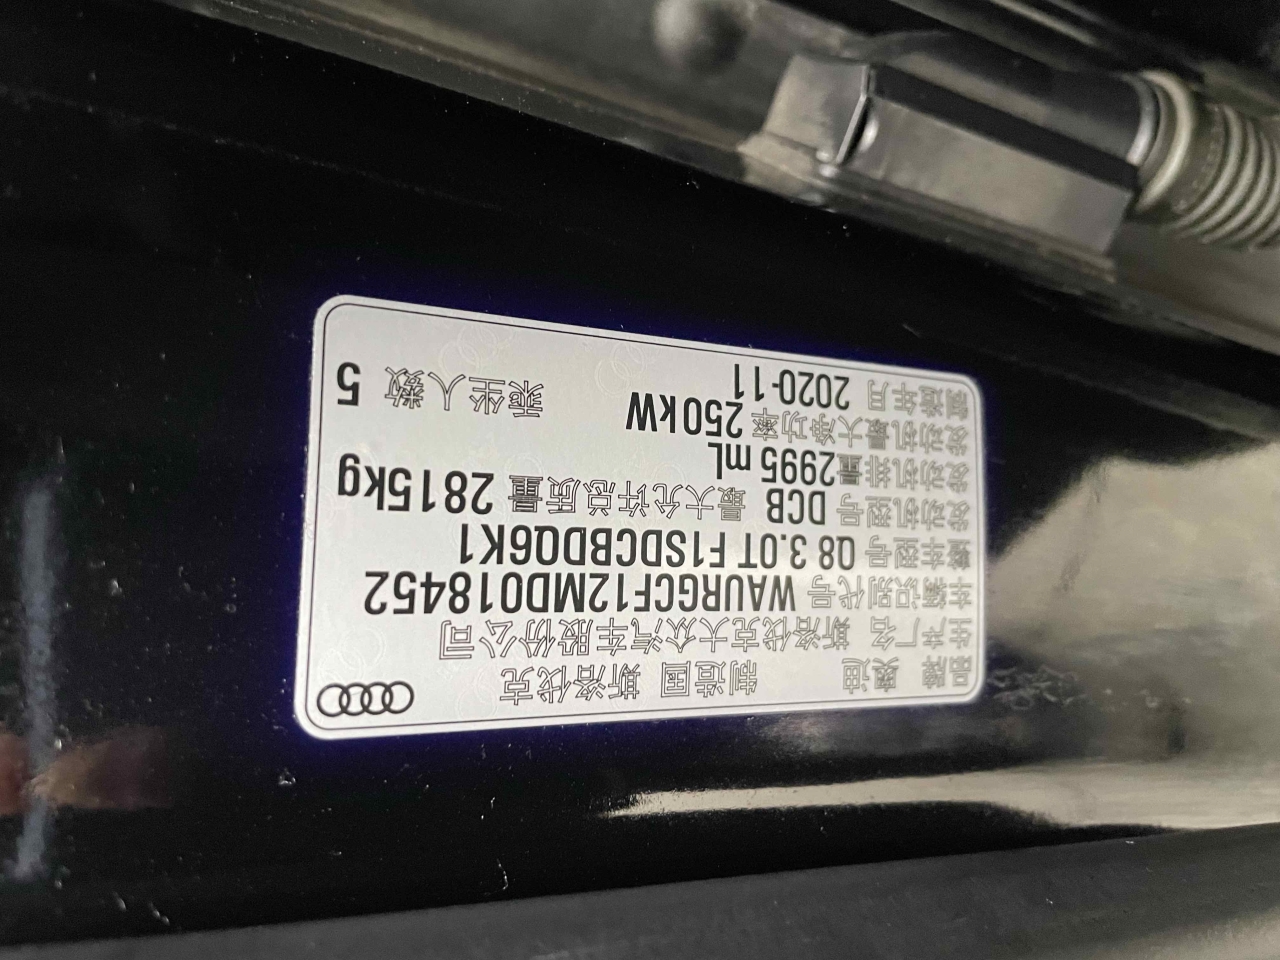 品牌 奥迪 制造国 斯洛伐克
生产厂名 斯洛伐克大众汽车股份公司
车辆识别代号 WAURGCF12MD018452
整车型号 Q8 3.0T F1SDCBDQ6K1
发动机型号 DCB 最大允许总质量 2815kg
发动机排量 2995 mL
发动机最大净功率 250kW
制造年月 2020-11 乘坐人数 5